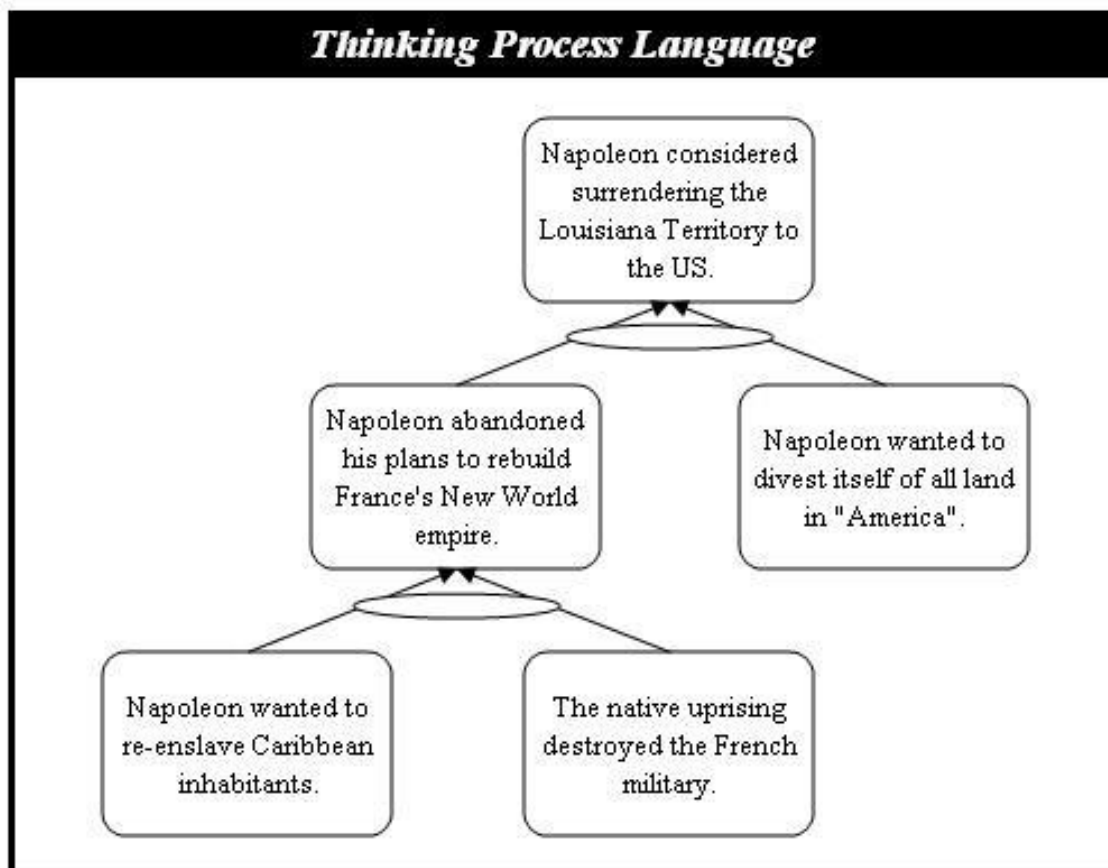 Thinking Process Language
Napoleon considered
surrendering the
Louisiana Territory to
the US.
Napoleon abandoned
his plans to rebuild
France's New World
empire.
Napoleon wanted to
divest itself of all land
in "America".
Napoleon wanted to
re-enslave Caribbean
inhabitants.
The native uprising
destroyed the French
military.